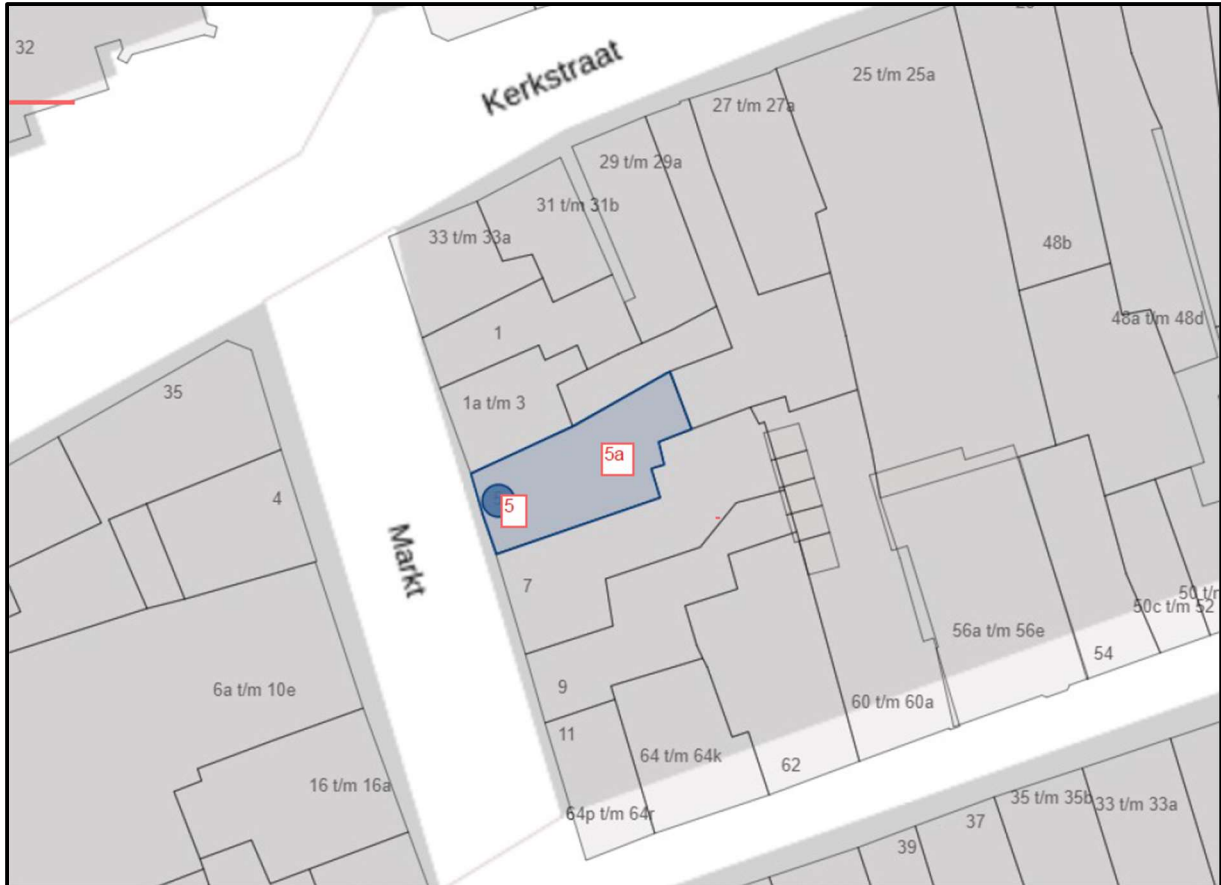 32
Kerkstraat
25 t/m 25a
27 t/m 27a
29 t/m 29a
31 t/m 31b
33 t/m 33a
48b
48a t/m 48d
1
35
1a t/m 3
5a
5
4
Markt
7
50c t/m 52
56a t/m 56e
54
9
6a t/m 10e
60 t/m 60a
11
64 t/m 64k
62
16 t/m 16a
64p t/m 64r
35 t/m 35b
33 t/m 33a
37
39